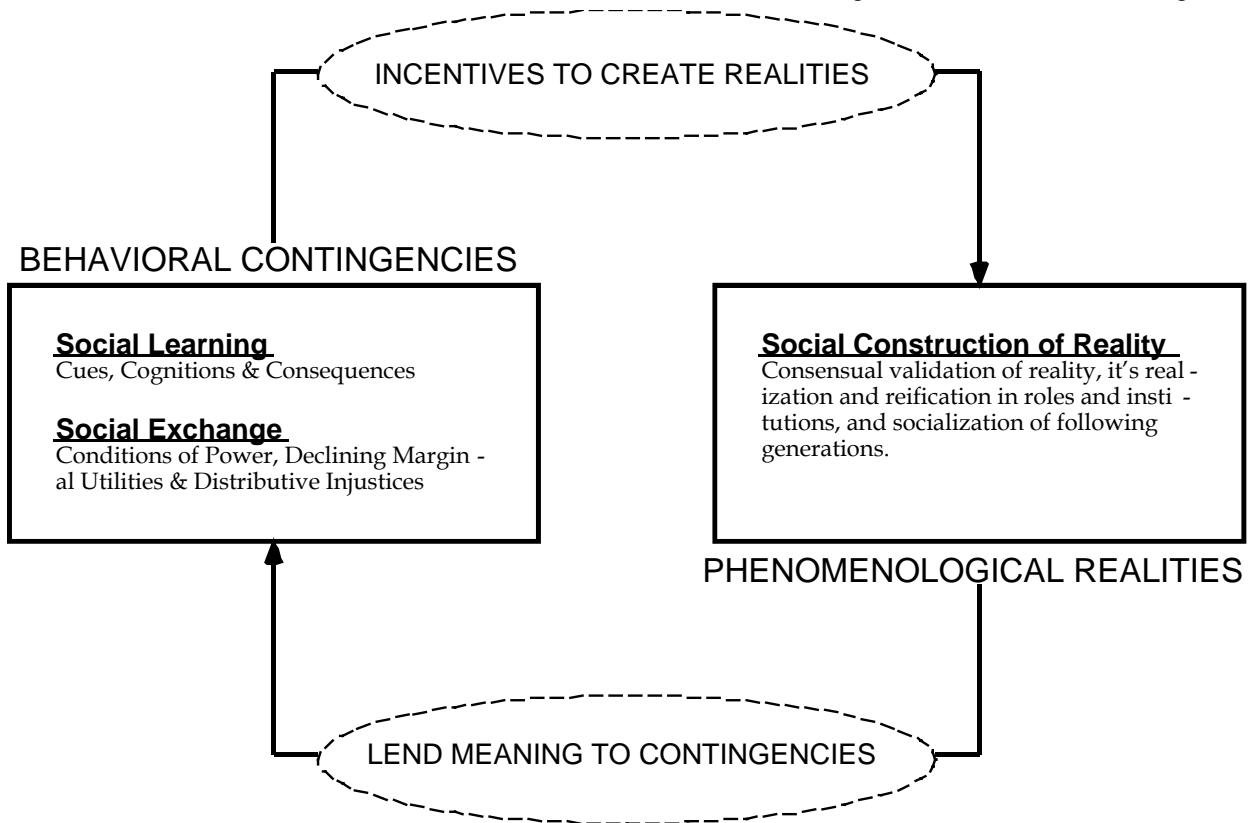 INCENTIVES TO CREATE REALITIES
BEHAVIORAL CONTINGENCIES
Social Learning
Cues, Cognitions & Consequences
Social Exchange
Conditions of Power, Declining Margin -
al Utilities & Distributive Injustices
Social Construction of Reality
Consensual validation of reality, it's real -
ization and reification in roles and insti -
tutions, and socialization of following
generations.
PHENOMENOLOGICAL REALITIES
LEND MEANING TO CONTINGENCIES